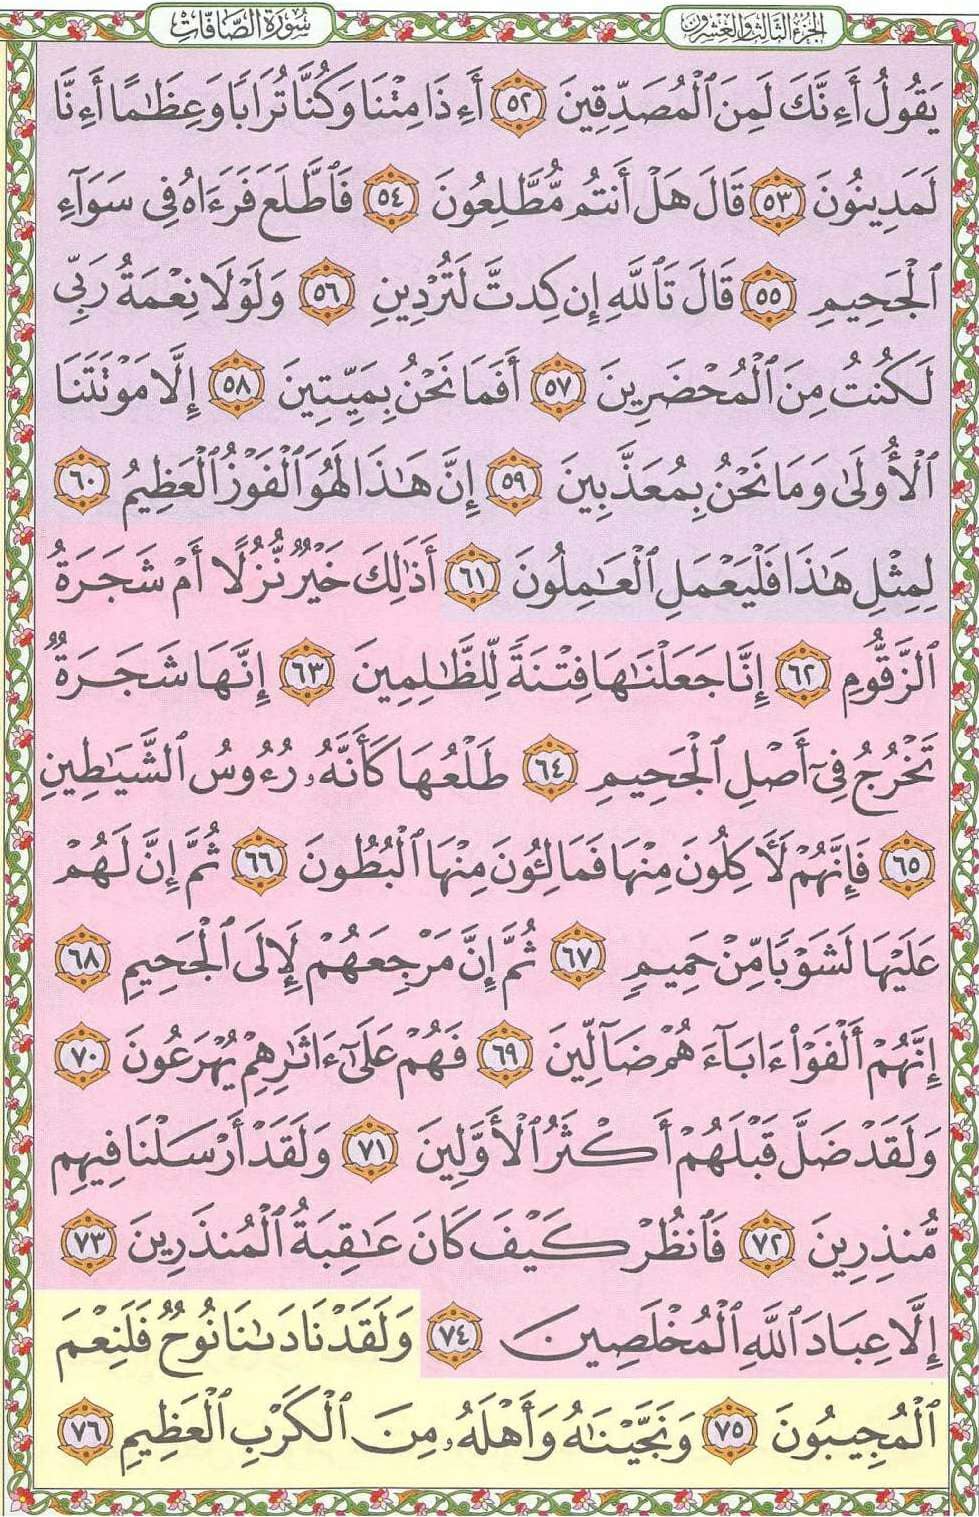 الجزء الثالث والعشرون سورة الصافات
يَقُولُ أَءِنَّكَ لَمِنَ ٱلْمُصَدِّقِينَ ٥٢ أَءِذَا مِتْنَا وَكُنَّا تُرَابًا وَعِظَٰمًا أَءِنَّا
لَمَدِينُونَ ٥٣ قَالَ هَلْ أَنتُم مُّطَّلِعُونَ ٥٤ فَٱطَّلَعَ فَرَءَاهُ فِى سَوَآءِ
ٱلْجَحِيمِ ٥٥ قَالَ تَٱللَّهِ إِن كِدتَّ لَتُرْدِينِ ٥٦ وَلَوْلَا نِعْمَةُ رَبِّى
لَكُنتُ مِنَ ٱلْمُحْضَرِينَ ٥٧ أَفَمَا نَحْنُ بِمَيِّتِينَ ٥٨ إِلَّا مَوْتَتَنَا
ٱلْأُولَىٰ وَمَا نَحْنُ بِمُعَذَّبِينَ ٥٩ إِنَّ هَٰذَا لَهُوَ ٱلْفَوْزُ ٱلْعَظِيمُ ٦٠
لِمِثْلِ هَٰذَا فَلْيَعْمَلِ ٱلْعَٰمِلُونَ ٦١ أَذَٰلِكَ خَيْرٌ نُّزُلًا أَمْ شَجَرَةُ
ٱلزَّقُّومِ ٦٢ إِنَّا جَعَلْنَٰهَا فِتْنَةً لِّلظَّٰلِمِينَ ٦٣ إِنَّهَا شَجَرَةٌ
تَخْرُجُ فِىٓ أَصْلِ ٱلْجَحِيمِ ٦٤ طَلْعُهَا كَأَنَّهُۥ رُءُوسُ ٱلشَّيَٰطِينِ
٦٥ فَإِنَّهُمْ لَءَاكِلُونَ مِنْهَا فَمَالِـُٔونَ مِنْهَا ٱلْبُطُونَ ٦٦ ثُمَّ إِنَّ لَهُمْ
عَلَيْهَا لَشَوْبًا مِّنْ حَمِيمٍ ٦٧ ثُمَّ إِنَّ مَرْجِعَهُمْ لَإِلَى ٱلْجَحِيمِ ٦٨
إِنَّهُمْ أَلْفَوْا۟ ءَابَآءَهُمْ ضَآلِّينَ ٦٩ فَهُمْ عَلَىٰٓ ءَاثَٰرِهِمْ يُهْرَعُونَ ٧٠
وَلَقَدْ ضَلَّ قَبْلَهُمْ أَكْثَرُ ٱلْأَوَّلِينَ ٧١ وَلَقَدْ أَرْسَلْنَا فِيهِم
مُّنذِرِينَ ٧٢ فَٱنظُرْ كَيْفَ كَانَ عَٰقِبَةُ ٱلْمُنذَرِينَ ٧٣
إِلَّا عِبَادَ ٱللَّهِ ٱلْمُخْلَصِينَ ٧٤ وَلَقَدْ نَادَىٰنَا نُوحٌ فَلَنِعْمَ
ٱلْمُجِيبُونَ ٧٥ وَنَجَّيْنَٰهُ وَأَهْلَهُۥ مِنَ ٱلْكَرْبِ ٱلْعَظِيمِ ٧٦